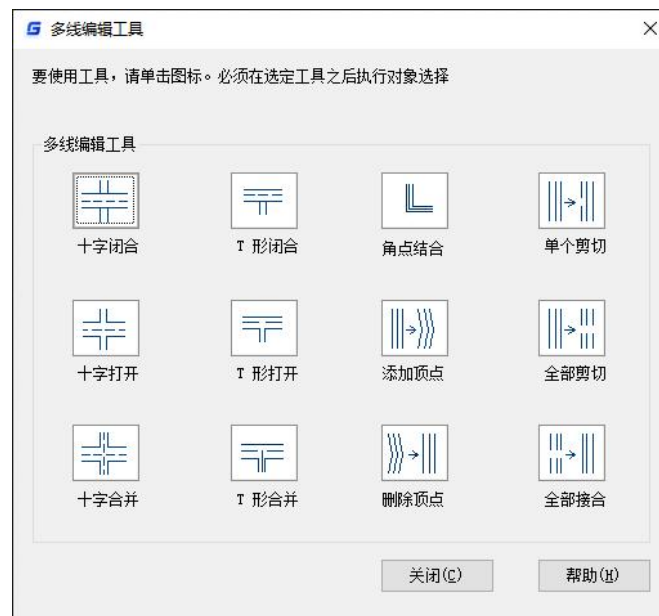 G 多线编辑工具
要使用工具，请单击图标。必须在选定工具之后执行对象选择
多线编辑工具
十字闭合 T 形闭合 角点结合 单个剪切
十字打开 T 形打开 添加顶点 全部剪切
十字合并 T 形合并 删除顶点 全部接合
关闭(C) 帮助(H)